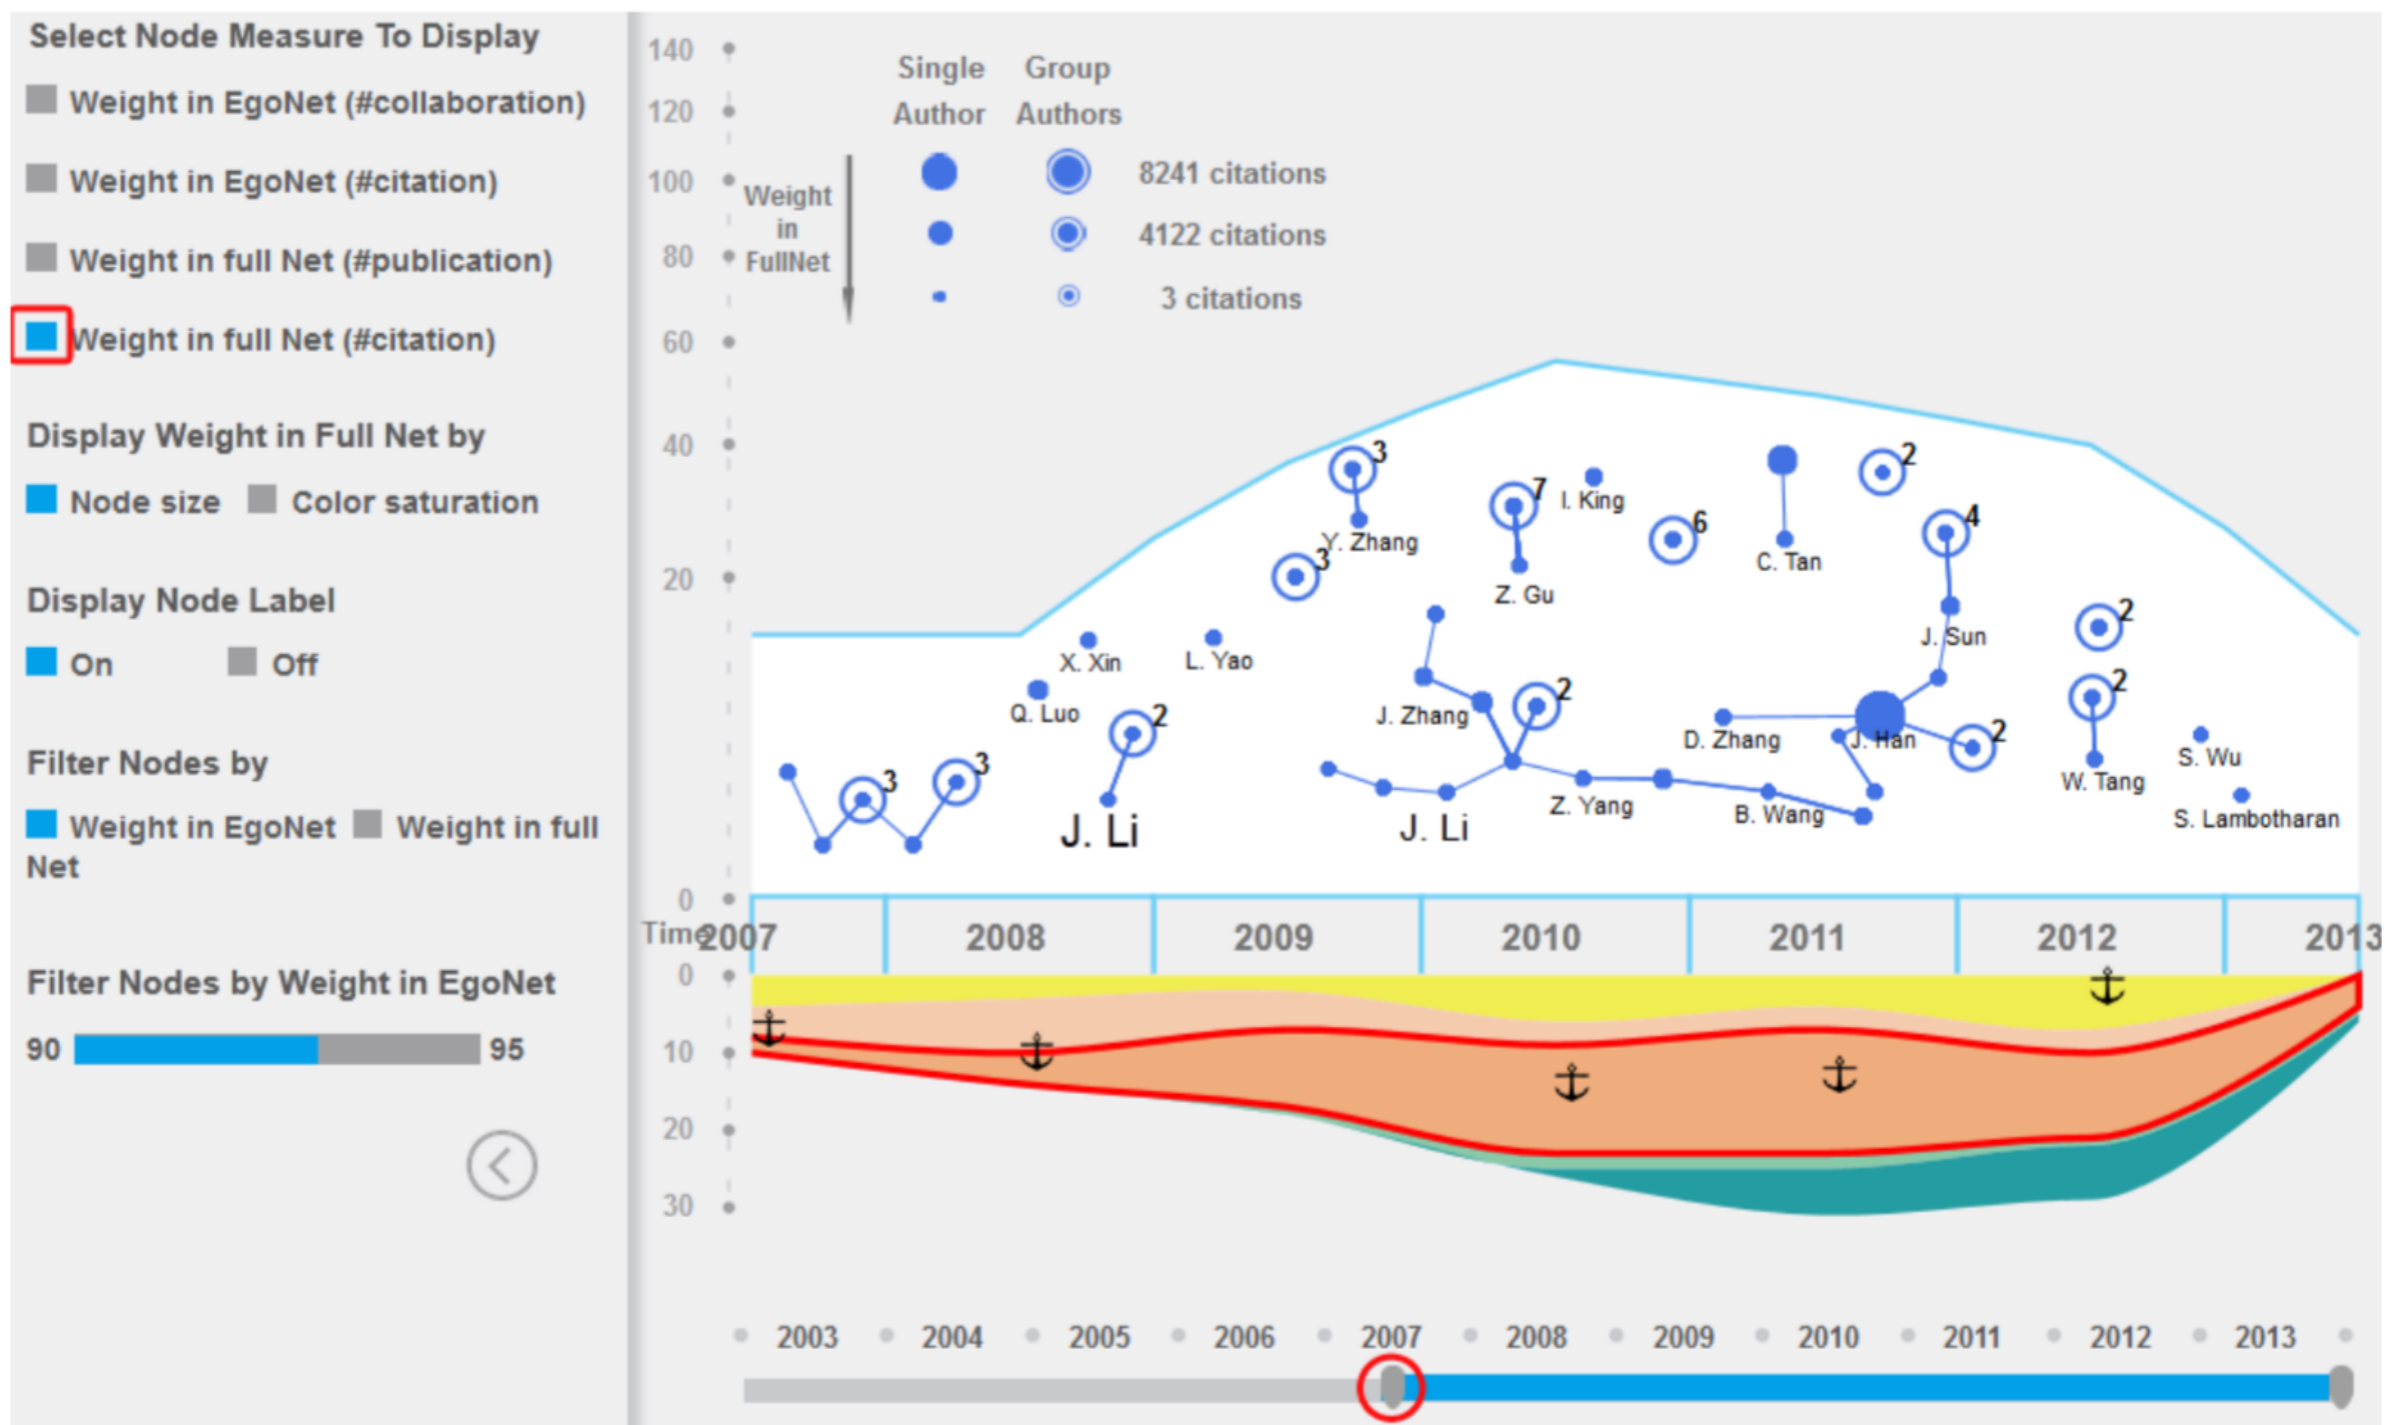 Select Node Measure To Display
Weight in EgoNet (#collaboration)
Weight in EgoNet (#citation)
Weight in full Net (#publication)
Weight in full Net (#citation)
Display Weight in Full Net by
Node size Color saturation
Display Node Label
On Off
Filter Nodes by
Weight in EgoNet Weight in full
Net
Filter Nodes by Weight in EgoNet
90 95
140
120
100
80
60
40
20
0
Single Group
Author Authors
Weight
in
FullNet
8241 citations
4122 citations
3 citations
3
Y. Zhang
3
7
Z. Gu
I. King
6
C. Tan
2
4
J. Sun
X. Xin
L. Yao
Q. Luo
2
J. Li
3
3
J. Zhang
2
J. Li
Z. Yang
D. Zhang
J. Han
2
B. Wang
2
2
W. Tang
S. Wu
S. Lambotharan
Time
2007 2008 2009 2010 2011 2012 2013
0
10
20
30
2003 2004 2005 2006 2007 2008 2009 2010 2011 2012 2013